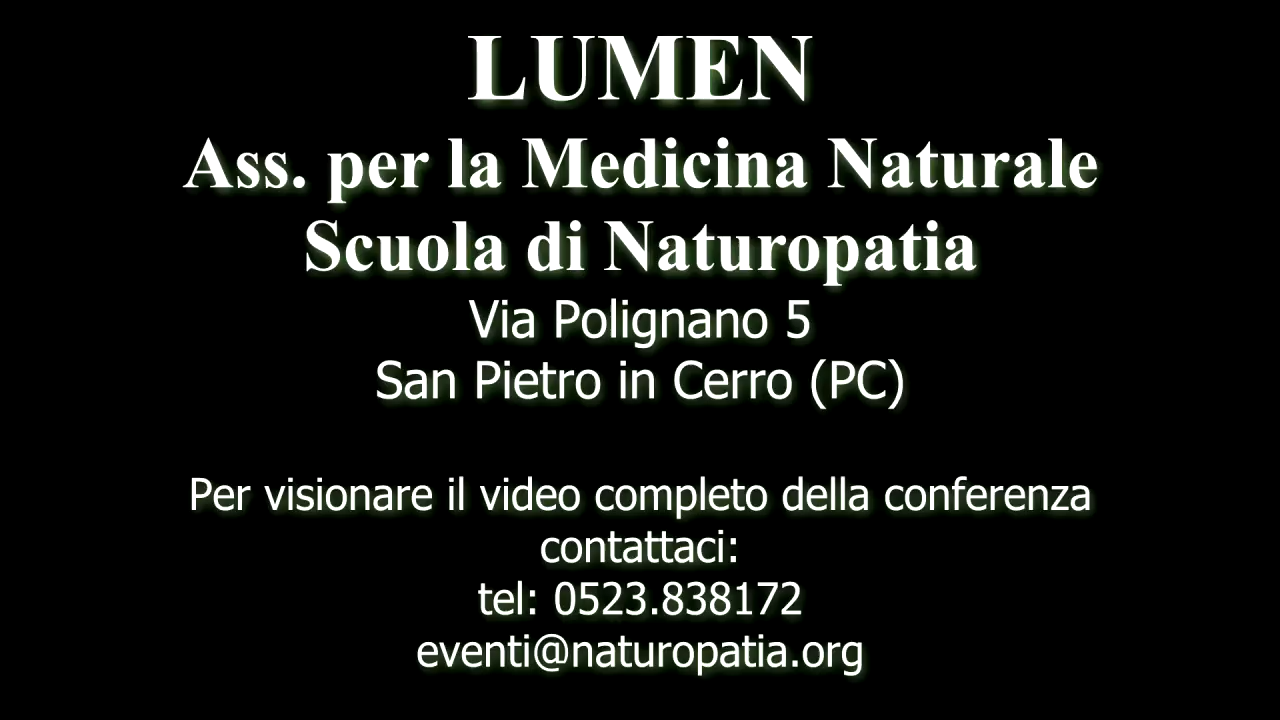 LUMEN
Ass. per la Medicina Naturale
Scuola di Naturopatia
Via Polignano 5
San Pietro in Cerro (PC)
Per visionare il video completo della conferenza
contattaci:
tel: 0523.838172
eventi@naturopatia.org